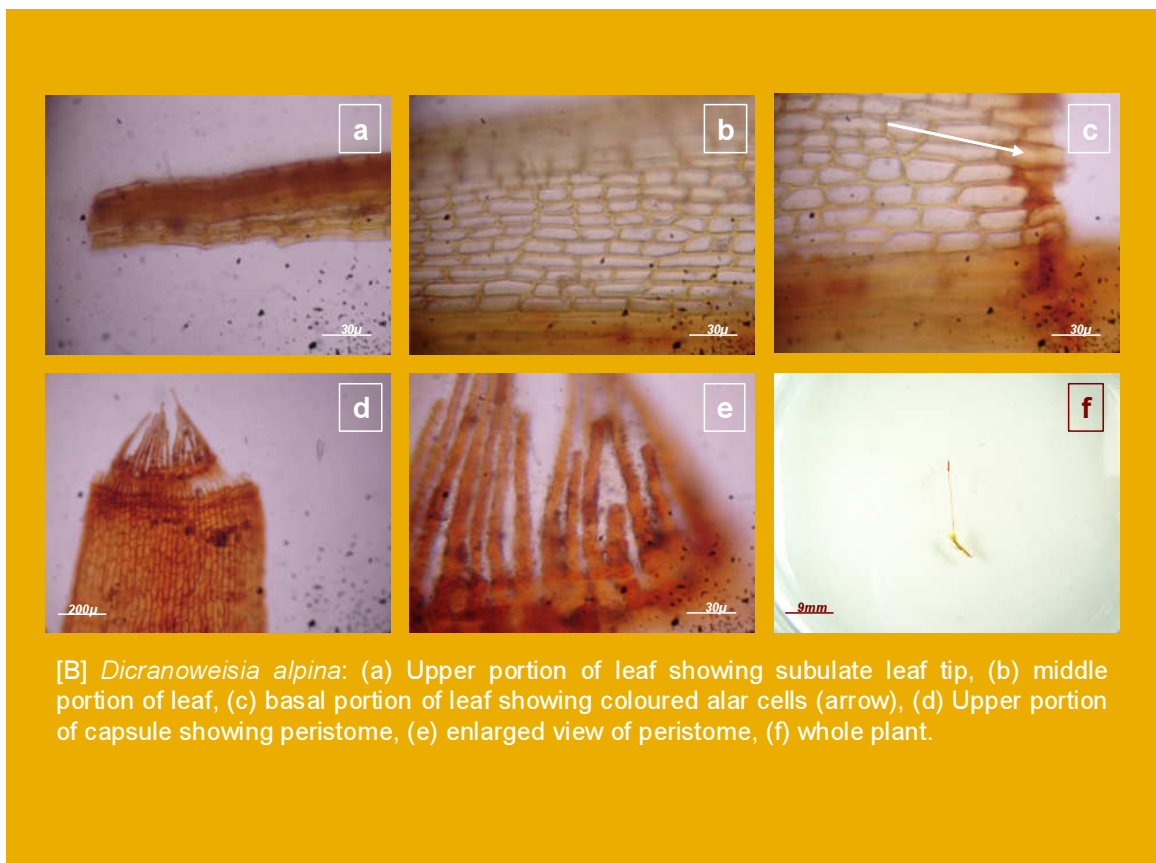 a
b
c
30µ
30µ
30µ
d
e
f
200µ
30µ
9mm
[B] Dicranoweisia alpina: (a) Upper portion of leaf showing subulate leaf tip, (b) middle
portion of leaf, (c) basal portion of leaf showing coloured alar cells (arrow), (d) Upper portion
of capsule showing peristome, (e) enlarged view of peristome, (f) whole plant.